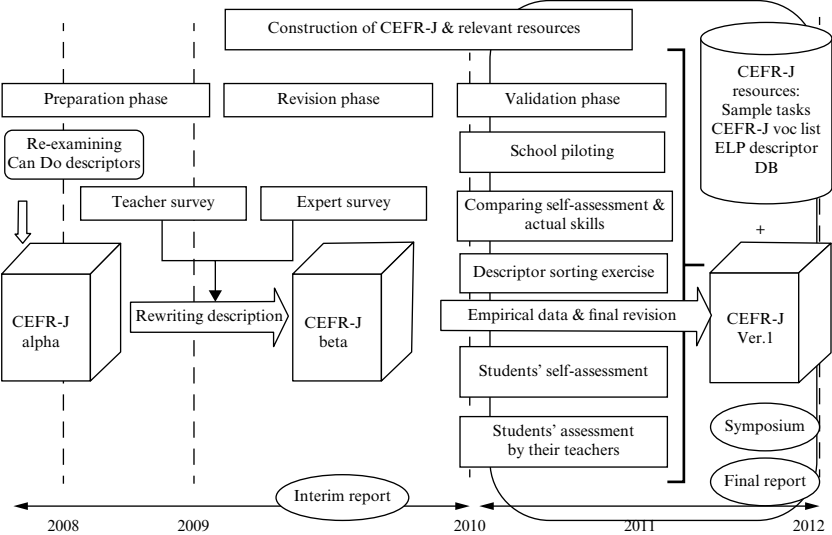 Construction of CEFR-J & relevant resources
Preparation phase
Revision phase
Validation phase
CEFR-J
resources:
Sample tasks
CEFR-J voc list
ELP descriptor
DB
Re-examining
Can Do descriptors
School piloting
Teacher survey
Expert survey
Comparing self-assessment &
actual skills
+
Descriptor sorting exercise
CEFR-J
alpha
Rewriting description
CEFR-J
beta
Empirical data & final revision
CEFR-J
Ver.1
Students’ self-assessment
Students’ assessment
by their teachers
Symposium
Final report
Interim report
2008
2009
2010
2011
2012